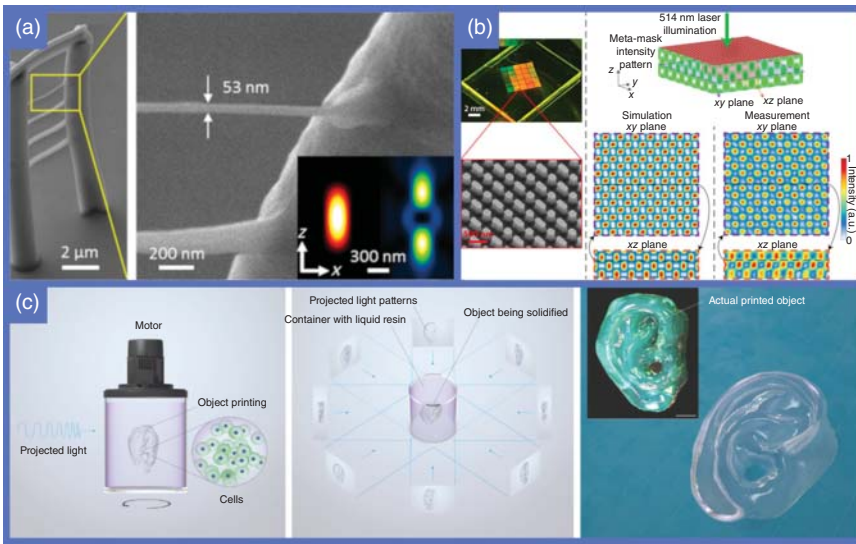 (a)
53 nm
2 µm
200 nm
z
x
300 nm
(b)
2 mm
514 nm laser
illumination
Meta-mask
intensity
pattern
z
y
x
xy plane
xz plane
Simulation
xy plane
Measurement
xy plane
1
Intensity (a.u.)
0
xz plane
xz plane
(c)
Motor
Object printing
Projected light
Cells
Projected light patterns
Container with liquid resin
Object being solidified
Actual printed object